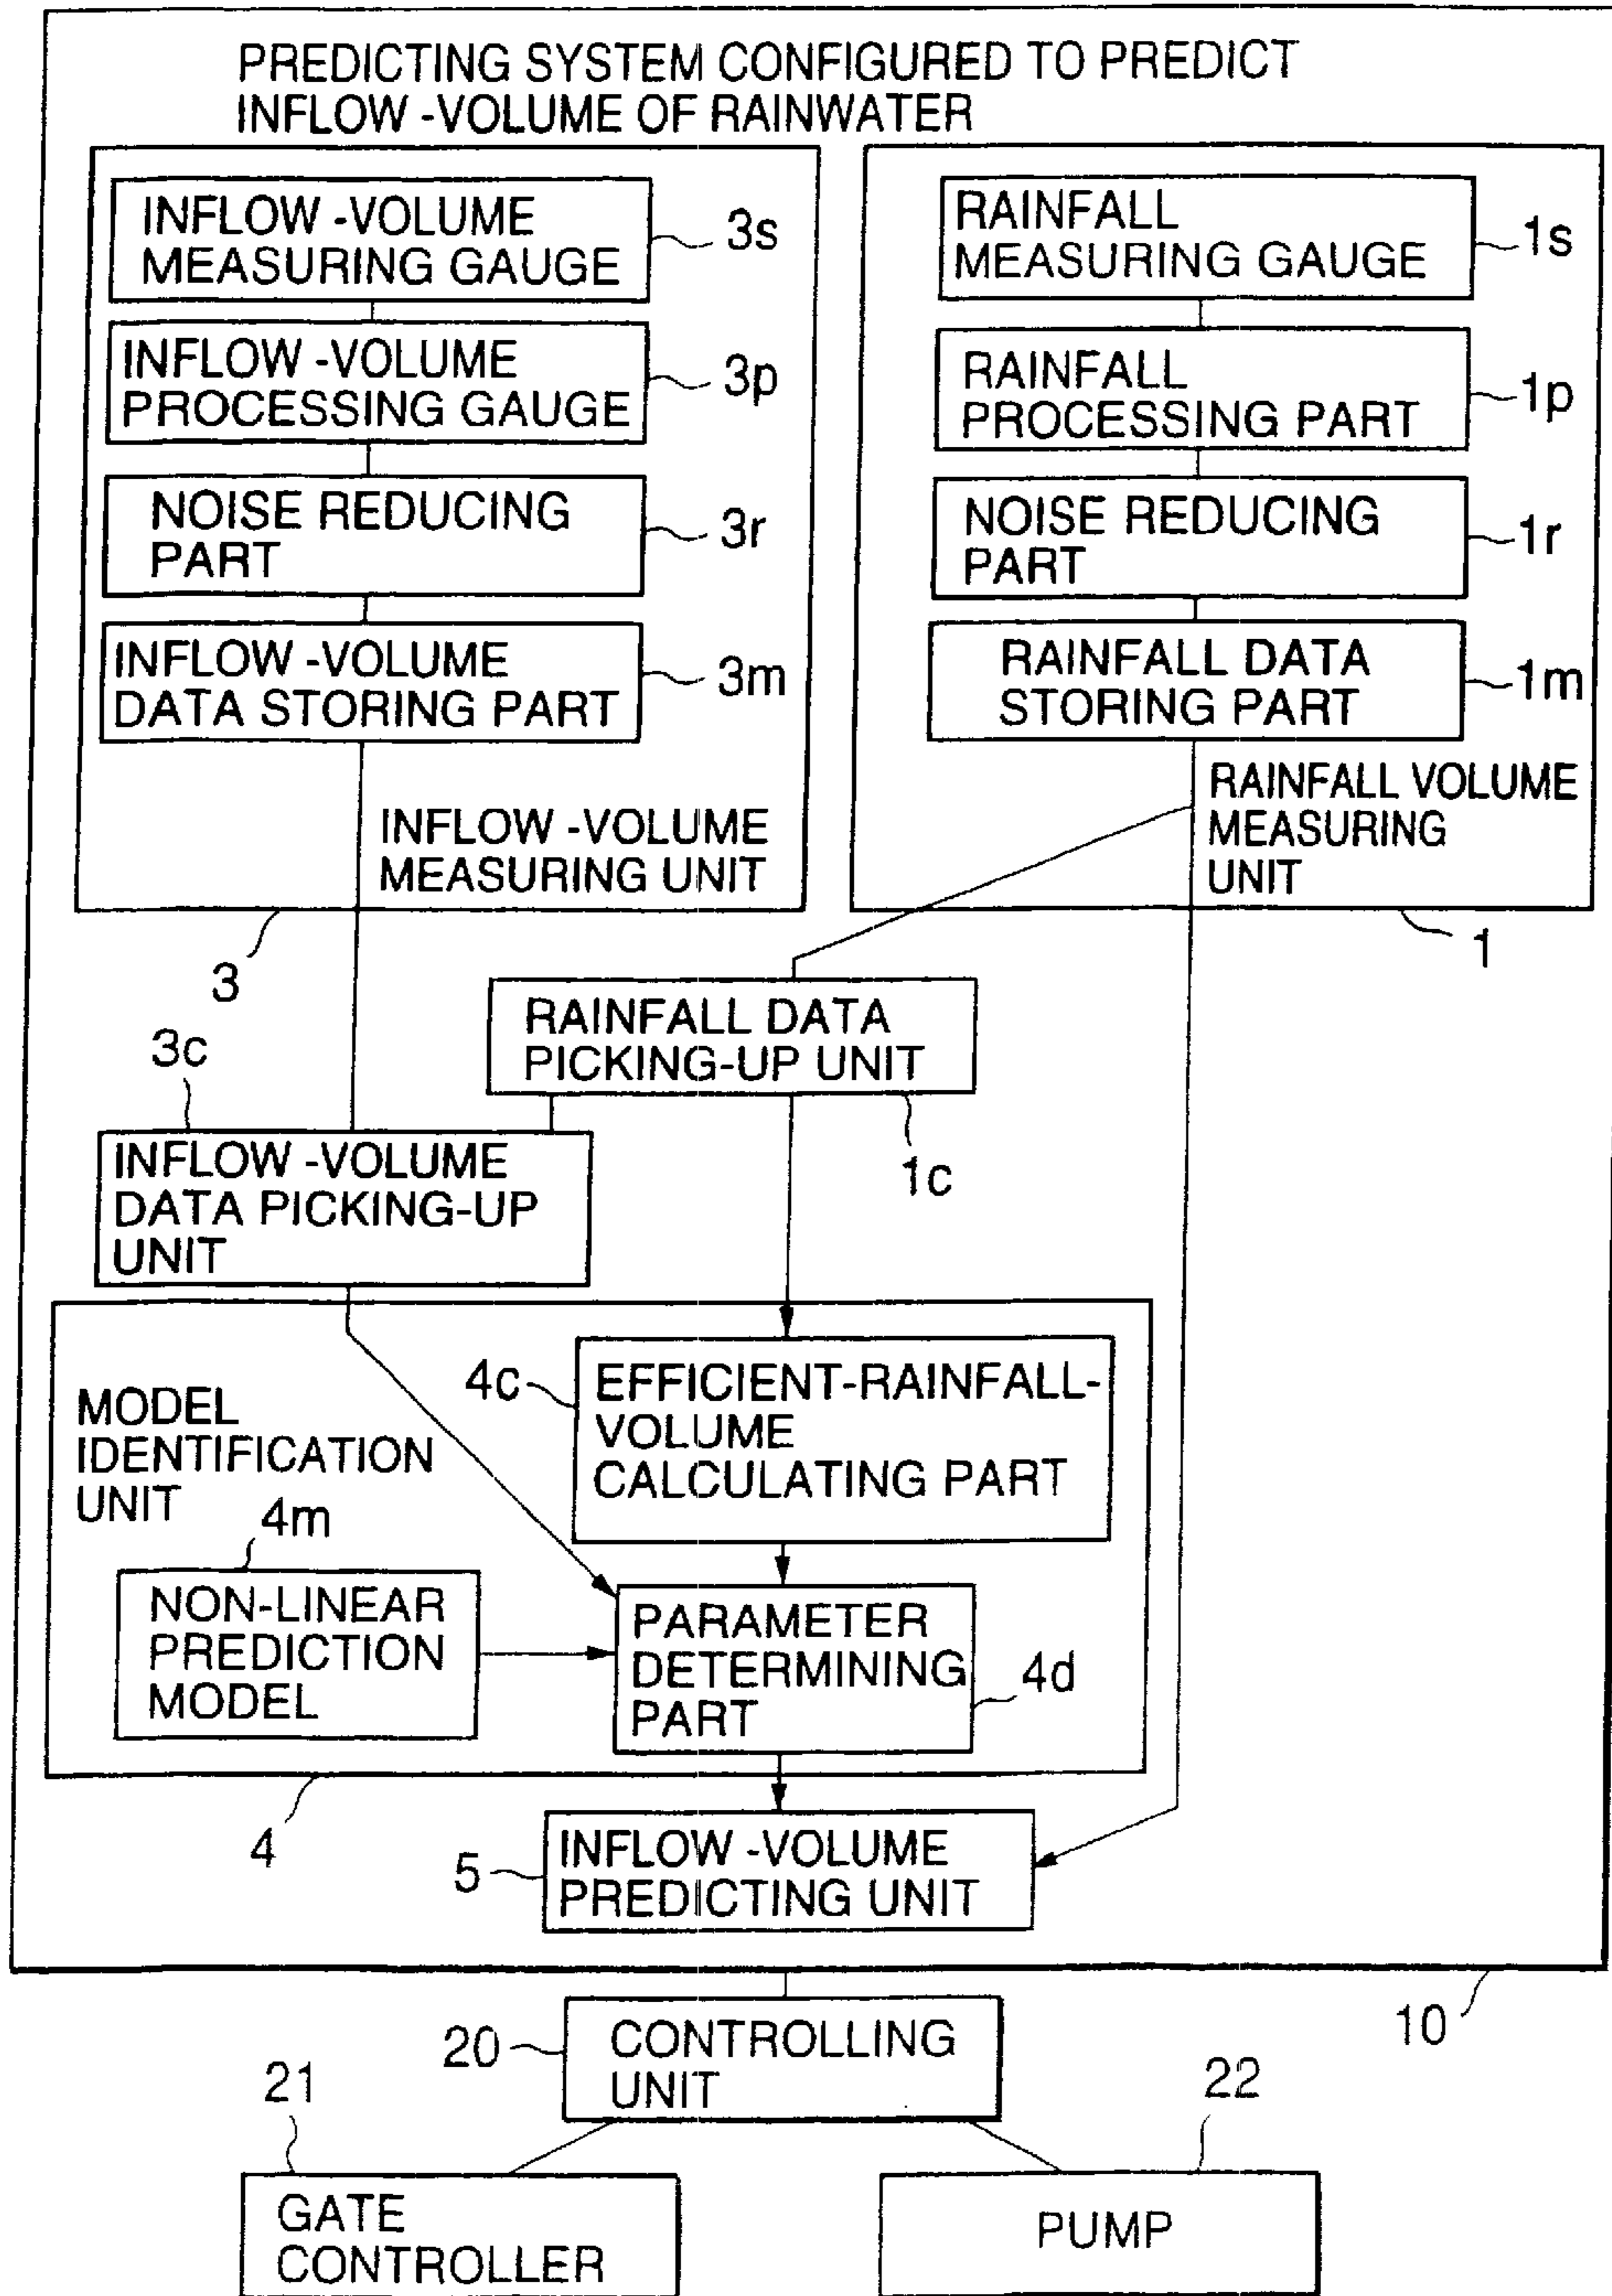 PREDICTING SYSTEM CONFIGURED TO PREDICT
INFLOW -VOLUME OF RAINWATER
INFLOW -VOLUME
MEASURING GAUGE
3s
INFLOW -VOLUME
PROCESSING GAUGE
3p
NOISE REDUCING
PART
3r
INFLOW -VOLUME
DATA STORING PART
3m
INFLOW -VOLUME
MEASURING UNIT
3
RAINFALL
MEASURING GAUGE
1s
RAINFALL
PROCESSING PART
1p
NOISE REDUCING
PART
1r
RAINFALL DATA
STORING PART
1m
RAINFALL VOLUME
MEASURING
UNIT
1
RAINFALL DATA
PICKING-UP UNIT
1c
3c
INFLOW -VOLUME
DATA PICKING-UP
UNIT
MODEL
IDENTIFICATION
UNIT
4c
EFFICIENT-RAINFALL-
VOLUME
CALCULATING PART
4m
NON-LINEAR
PREDICTION
MODEL
PARAMETER
DETERMINING
PART
4d
4
5
INFLOW -VOLUME
PREDICTING UNIT
10
20
CONTROLLING
UNIT
21
GATE
CONTROLLER
22
PUMP